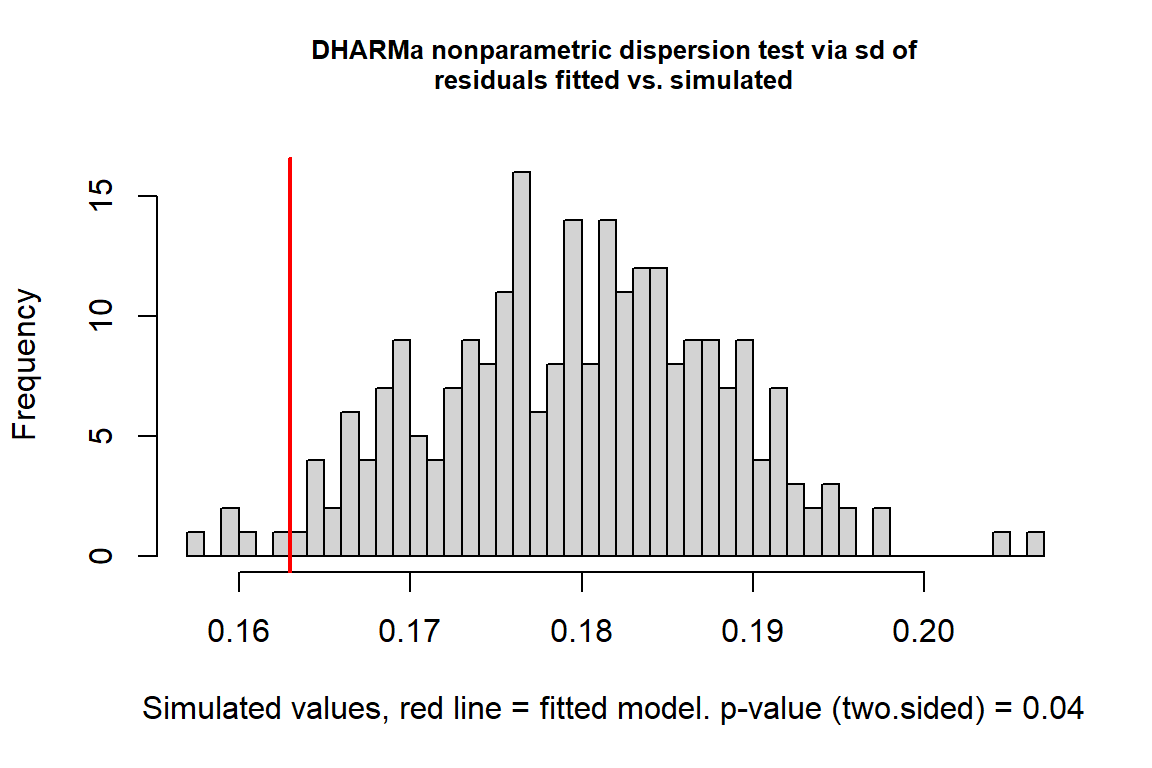 DHARMa nonparametric dispersion test via sd of
residuals fitted vs. simulated
Frequency
15
10
5
0
0.16 0.17 0.18 0.19 0.20
Simulated values, red line = fitted model. p-value (two.sided) = 0.04